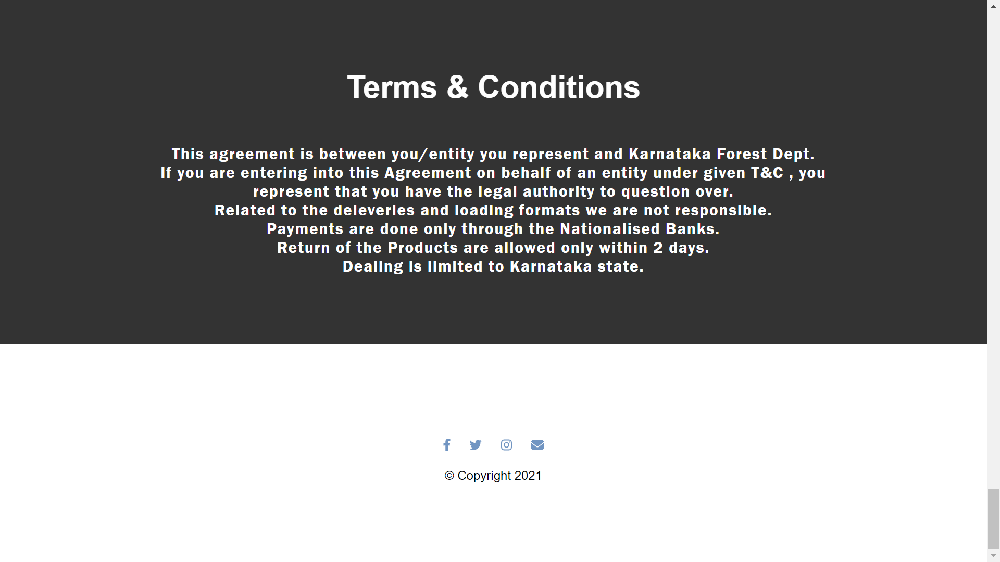 Terms & Conditions
This agreement is between you/entity you represent and Karnataka Forest Dept.
If you are entering into this Agreement on behalf of an entity under given T&C , you
represent that you have the legal authority to question over.
Related to the deleveries and loading formats we are not responsible.
Payments are done only through the Nationalised Banks.
Return of the Products are allowed only within 2 days.
Dealing is limited to Karnataka state.
© Copyright 2021